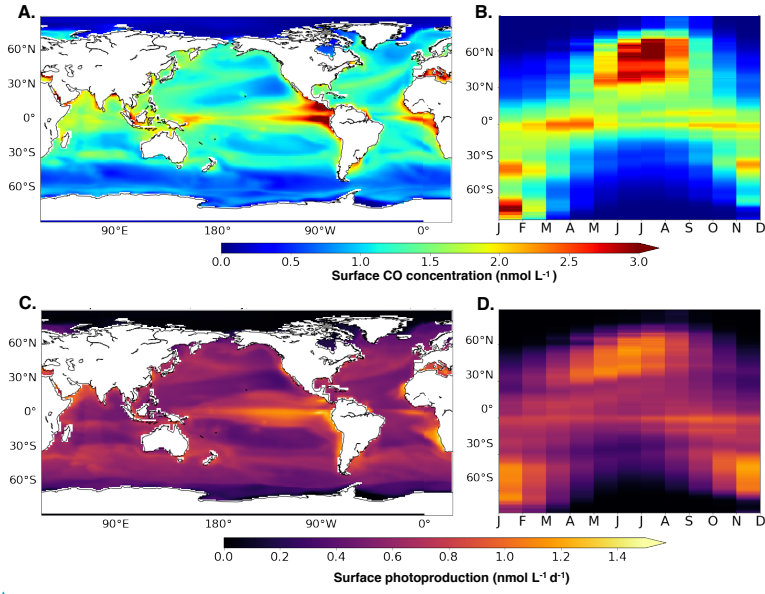 A.
B.
60°N
30°N
0°
30°S
60°S
90°E
180°
90°W
0°
60°N
30°N
0°
30°S
60°S
J F M A M J J A S O N D
0.0 0.5 1.0 1.5 2.0 2.5 3.0
Surface CO concentration (nmol L⁻¹)
C.
D.
60°N
30°N
0°
30°S
60°S
90°E
180°
90°W
0°
60°N
30°N
0°
30°S
60°S
J F M A M J J A S O N D
0.0 0.2 0.4 0.6 0.8 1.0 1.2 1.4
Surface photoproduction (nmol L⁻¹ d⁻¹)